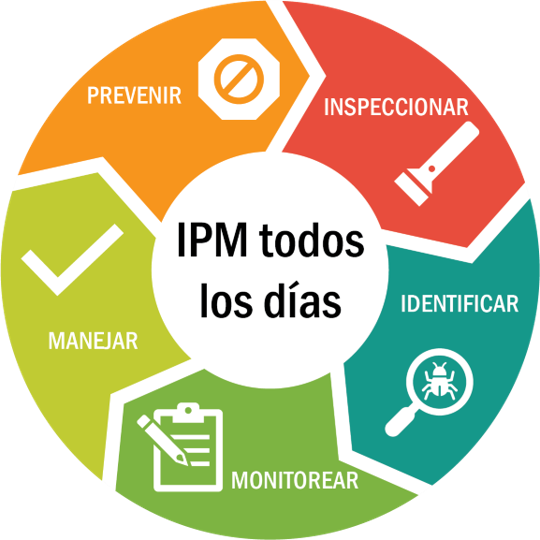 PREVENIR
INSPECCIONAR
IPM todos
los días
IDENTIFICAR
MANEJAR
MONITOREAR